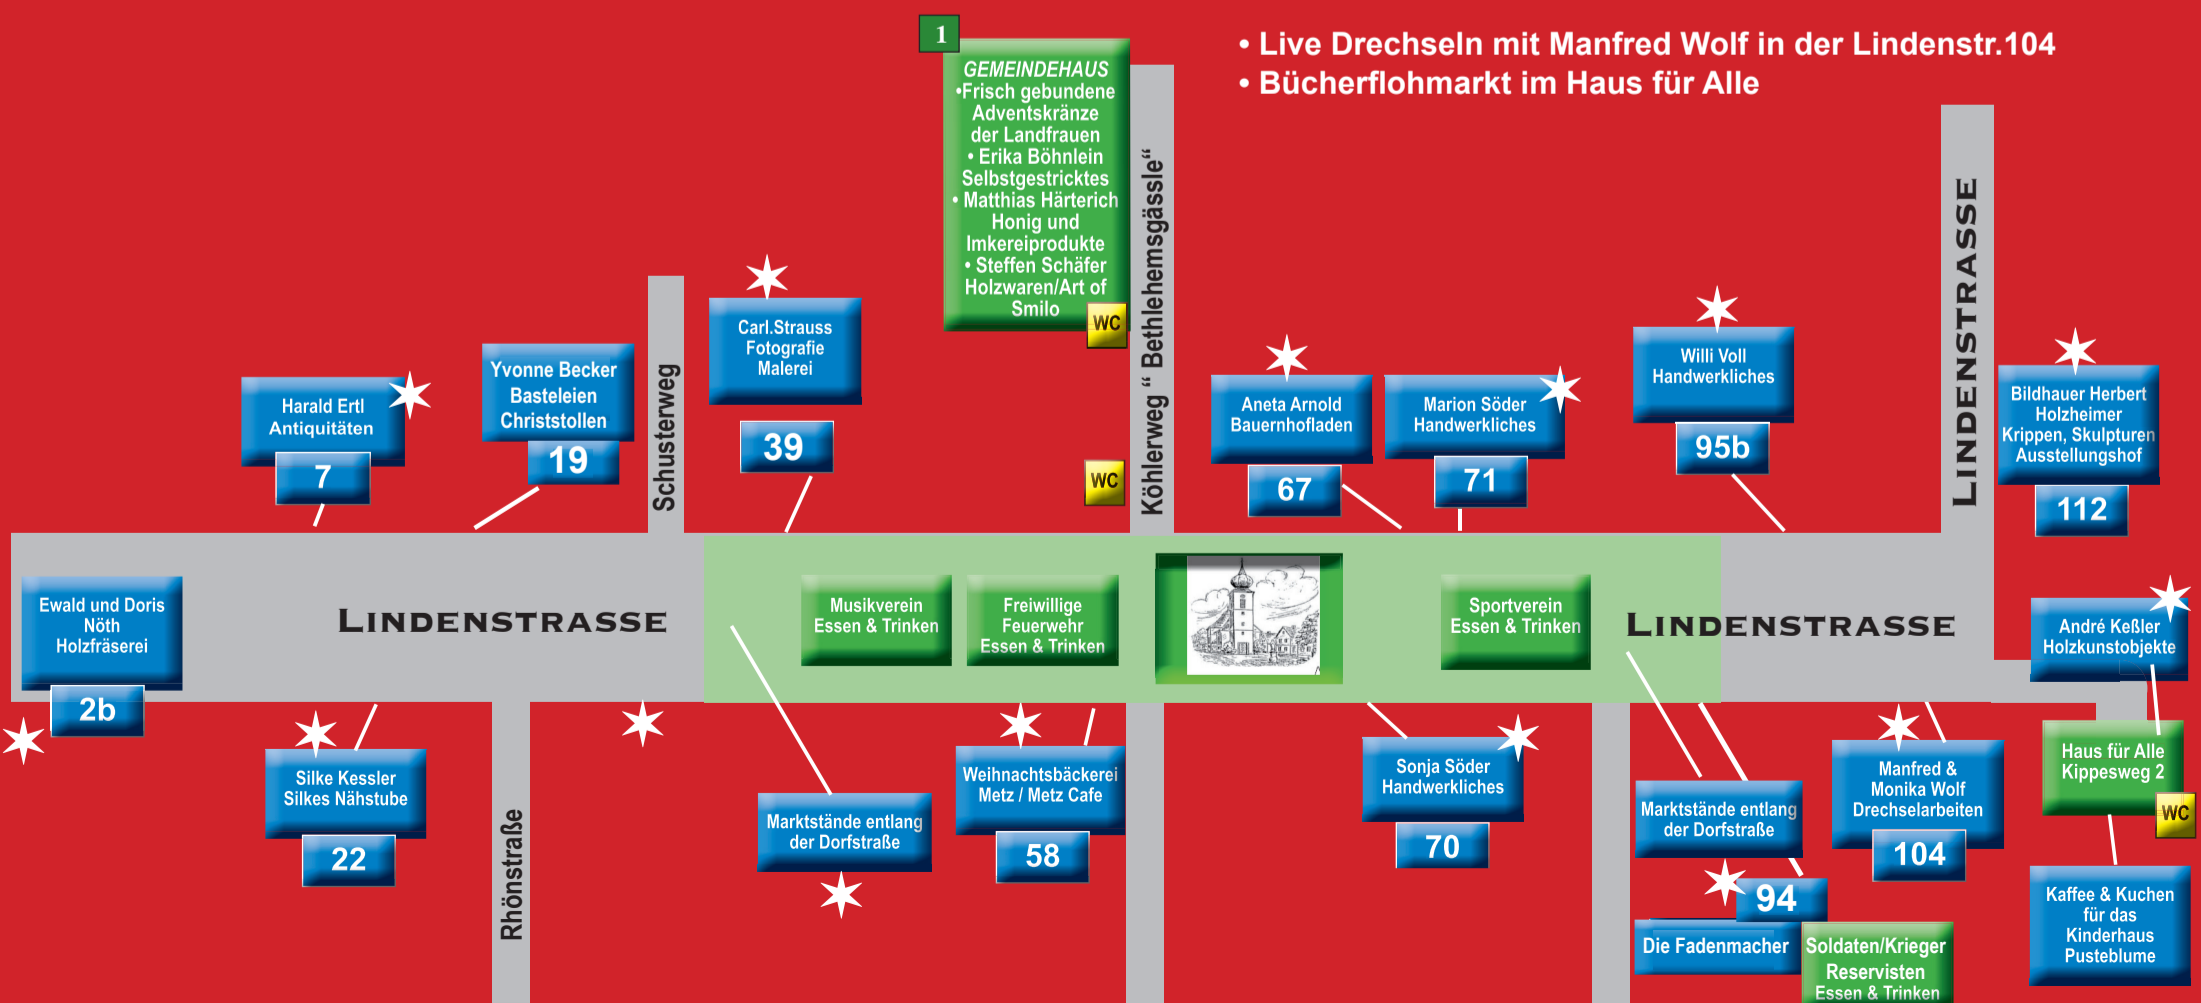 • Live Drechseln mit Manfred Wolf in der Lindenstr.104
• Bücherflohmarkt im Haus für Alle
1
GEMEINDEHAUS
•Frisch gebundene
Adventskränze
der Landfrauen
• Erika Böhnlein
Selbstgestricktes
• Matthias Härterich
Honig und
Imkereiprodukte
• Steffen Schäfer
Holzwaren/Art of
Smilo
WC
WC
Köhlerweg “ Bethlehemsgässle“
Schusterweg
LINDENSTRASSE
Harald Ertl
Antiquitäten
7
Yvonne Becker
Basteleien
Christstollen
19
Carl.Strauss
Fotografie
Malerei
39
Aneta Arnold
Bauernhofladen
67
Marion Söder
Handwerkliches
71
Willi Voll
Handwerkliches
95b
Bildhauer Herbert
Holzheimer
Krippen, Skulpturen
Ausstellungshof
112
Ewald und Doris
Nöth
Holzfräserei
2b
LINDENSTRASSE
Musikverein
Essen & Trinken
Freiwillige
Feuerwehr
Essen & Trinken
Sportverein
Essen & Trinken
LINDENSTRASSE
André Keßler
Holzkunstobjekte
Silke Kessler
Silkes Nähstube
22
Rhönstraße
Marktstände entlang
der Dorfstraße
Weihnachtsbäckerei
Metz / Metz Cafe
58
Sonja Söder
Handwerkliches
70
Marktstände entlang
der Dorfstraße
94
Die Fadenmacher
Soldaten/Krieger
Reservisten
Essen & Trinken
Manfred &
Monika Wolf
Drechselarbeiten
104
Haus für Alle
Kippesweg 2
WC
Kaffee & Kuchen
für das
Kinderhaus
Pusteblume